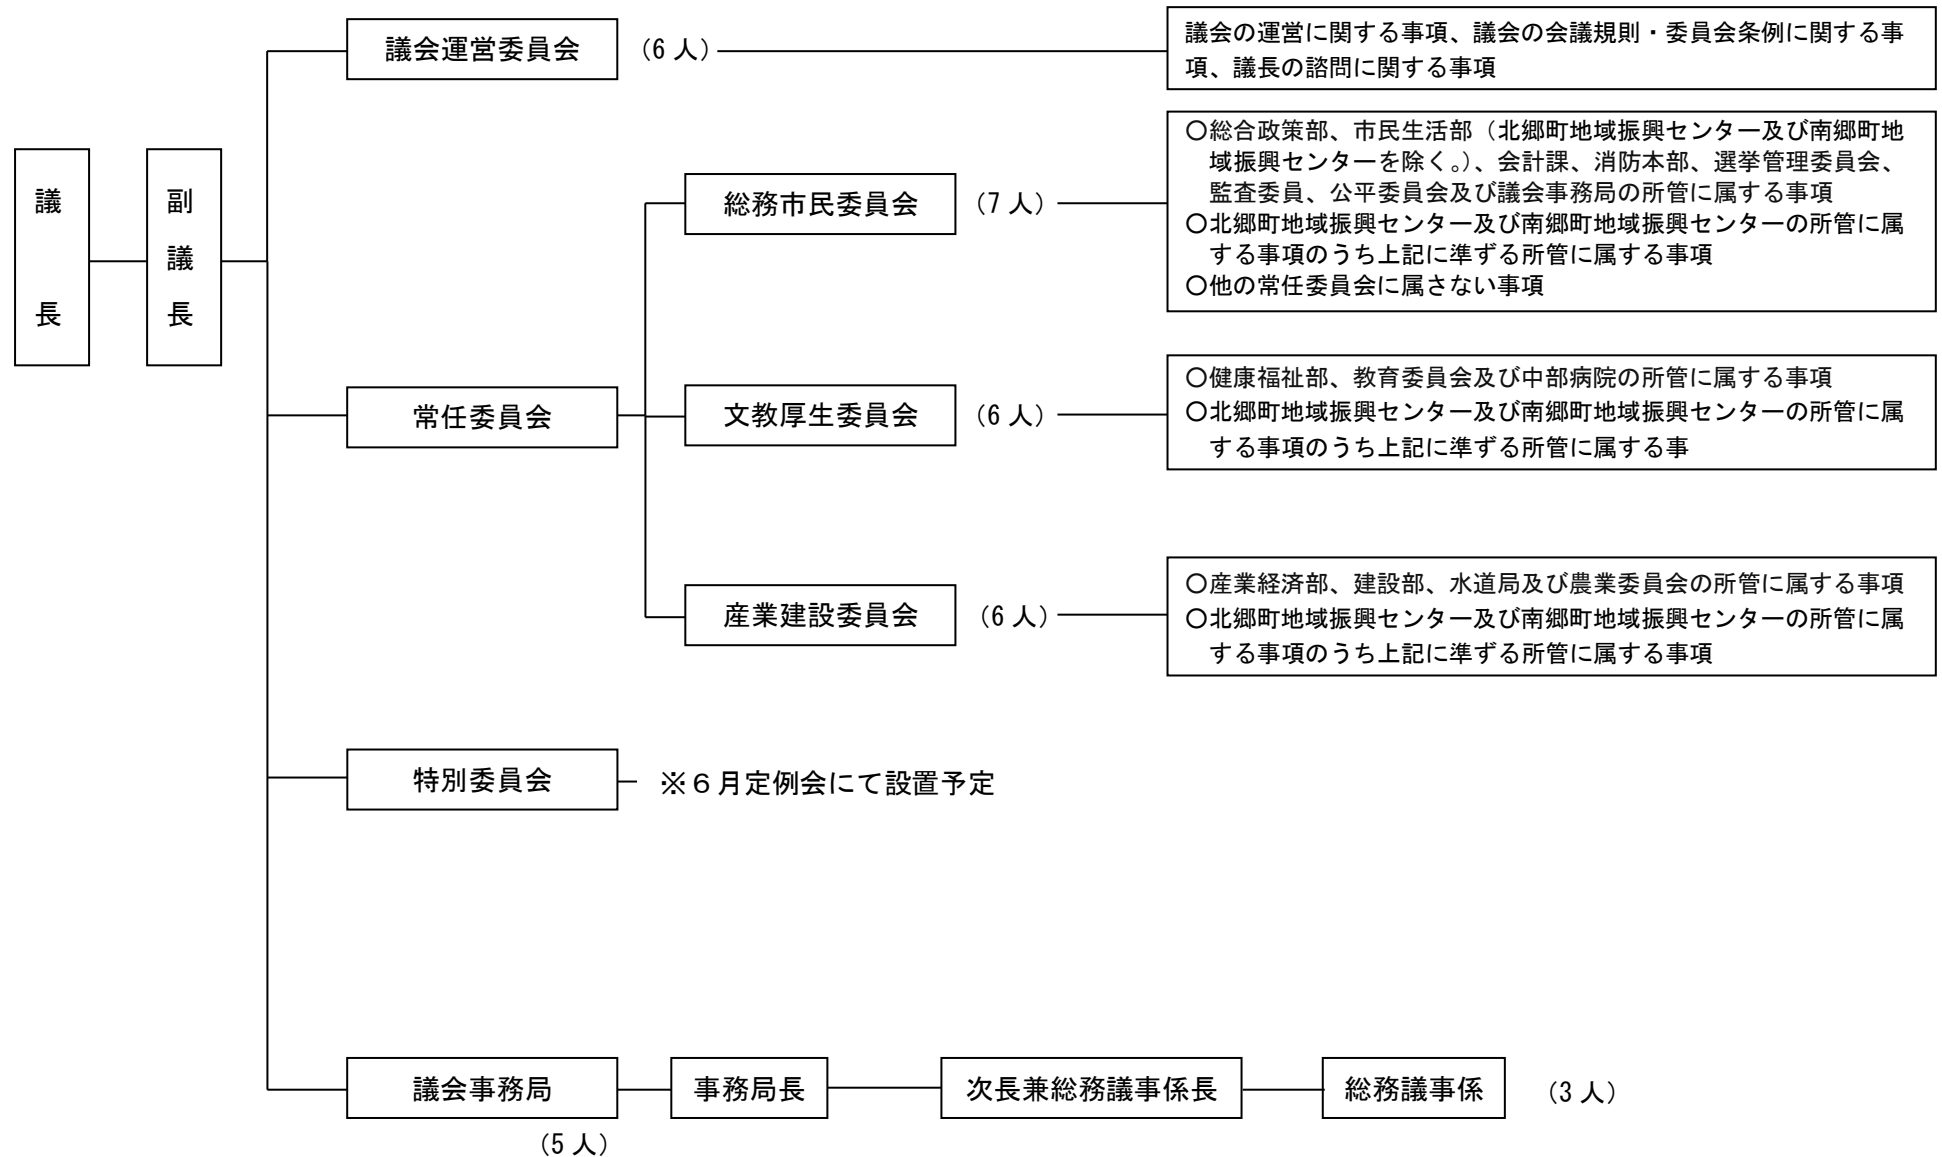 議長
副議長
議会運営委員会
（6人）
議会の運営に関する事項、議会の会議規則・委員会条例に関する事
項、議長の諮問に関する事項
総務市民委員会
（7人）
○総合政策部、市民生活部（北郷町地域振興センター及び南郷町地
域振興センターを除く。）、会計課、消防本部、選挙管理委員会、
監査委員、公平委員会及び議会事務局の所管に属する事項
○北郷町地域振興センター及び南郷町地域振興センターの所管に属
する事項のうち上記に準ずる所管に属する事項
○他の常任委員会に属さない事項
常任委員会
文教厚生委員会
（6人）
○健康福祉部、教育委員会及び中部病院の所管に属する事項
○北郷町地域振興センター及び南郷町地域振興センターの所管に属
する事項のうち上記に準ずる所管に属する事
産業建設委員会
（6人）
○産業経済部、建設部、水道局及び農業委員会の所管に属する事項
○北郷町地域振興センター及び南郷町地域振興センターの所管に属
する事項のうち上記に準ずる所管に属する事項
特別委員会
※６月定例会にて設置予定
議会事務局
（5人）
事務局長
次長兼総務議事係長
総務議事係
（3人）